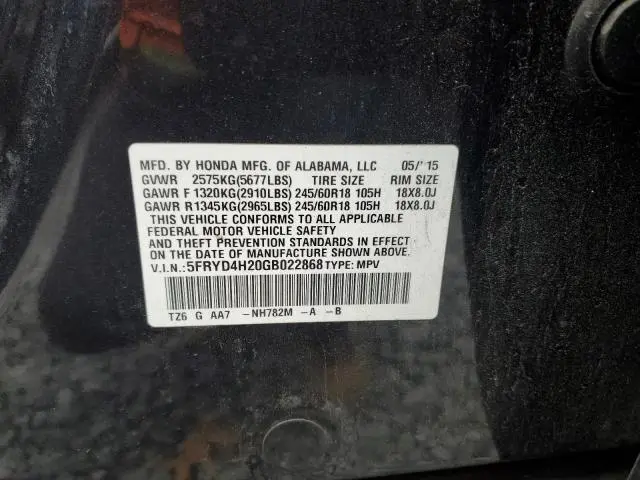 MFD. BY HONDA MFG. OF ALABAMA, LLC 05/'15
GVWR 2575KG(5677LBS) TIRE SIZE RIM SIZE
GAWR F 1320KG(2910LBS) 245/60R18 105H 18X8.0J
GAWR R1345KG(2965LBS) 245/60R18 105H 18X8.0J
THIS VEHICLE CONFORMS TO ALL APPLICABLE
FEDERAL MOTOR VEHICLE SAFETY
AND THEFT PREVENTION STANDARDS IN EFFECT
ON THE DATE OF MANUFACTURE SHOWN ABOVE.
V.I.N.:5FRYD4H20GB022868 TYPE: MPV
TZ6 G AA7 -NH782M -A -B